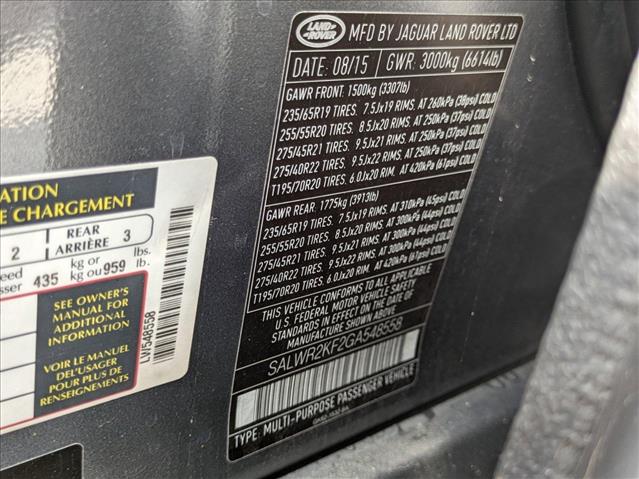 LAND
ROVER
MFD BY JAGUAR LAND ROVER LTD
DATE: 08/15 GWR: 3000kg (6614lb)
GAWR FRONT. 1500kg (3307lb)
235/65R19 TIRES. 7.5Jx19 RIMS. AT 260kPa (38psi) COLD
255/55R20 TIRES. 8.5Jx20 RIMS. AT 250kPa (37psi) COLD
275/45R21 TIRES. 9.5Jx21 RIMS. AT 250kPa (37psi) COLD
275/40R22 TIRES. 9.5Jx22 RIMS. AT 250kPa (37psi) COLD
T195/70R20 TIRES. 6.0Jx20 RIM. AT 420kPa (61psi) COLD
GAWR REAR. 1775kg (3913lb)
235/65R19 TIRES. 7.5Jx19 RIMS. AT 310kPa (45psi) COLD
255/55R20 TIRES. 8.5Jx20 RIMS. AT 300kPa (44psi) COLD
275/45R21 TIRES. 9.5Jx21 RIMS. AT 300kPa (44psi) COLD
275/40R22 TIRES. 9.5Jx22 RIMS. AT 300kPa (44psi) COLD
T195/70R20 TIRES. 6.0Jx20 RIM. AT 420kPa (61psi) COLD
THIS VEHICLE CONFORMS TO ALL APPLICABLE
U.S. FEDERAL MOTOR VEHICLE SAFETY
STANDARDS IN EFFECT ON THE DATE OF
MANUFACTURE SHOWN ABOVE
SALWR2KF2GA548558
TYPE: MULTI-PURPOSE PASSENGER VEHICLE
RMATION
E CHARGEMENT
2 REAR
ARRIÈRE 3
435 kg or
kg ou 959 lbs.
lb.
SEE OWNER'S
MANUAL FOR
ADDITIONAL
INFORMATION
VOIR LE MANUEL
DE L'USAGER
POUR PLUS DE
RENSEIGNEMENTS
LW548558